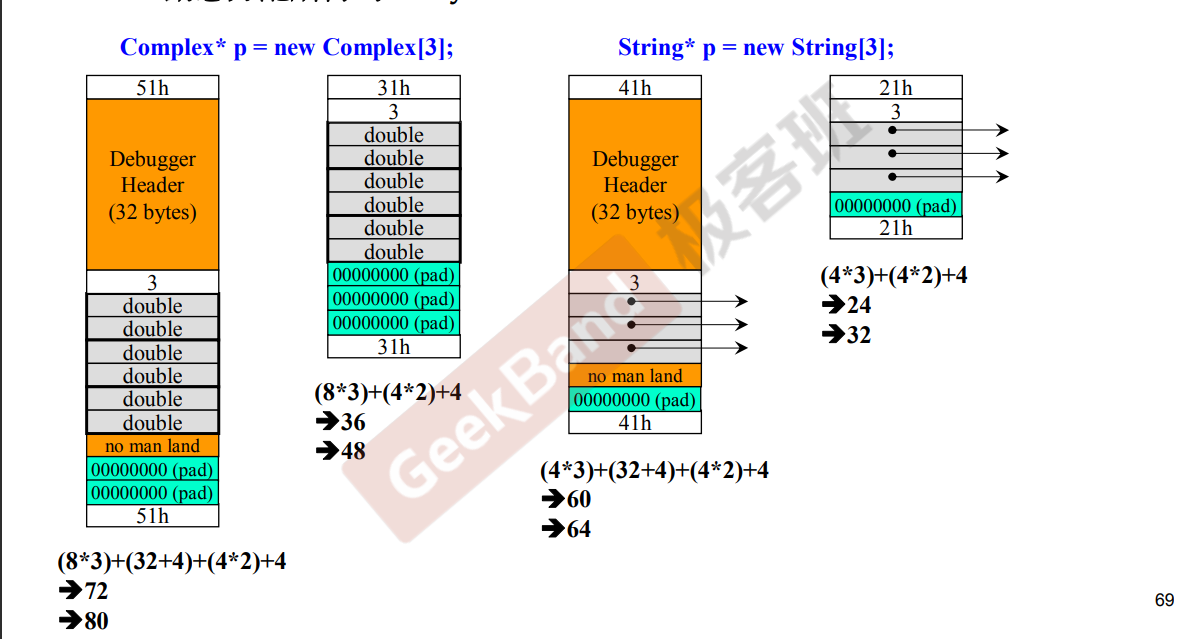 Complex* p = new Complex[3];
51h
Debugger
Header
(32 bytes)
3
double
double
double
double
double
double
no man land
00000000 (pad)
00000000 (pad)
51h
(8*3)+(32+4)+(4*2)+4
➔72
➔80
31h
3
double
double
double
double
double
double
00000000 (pad)
00000000 (pad)
00000000 (pad)
31h
(8*3)+(4*2)+4
➔36
➔48
String* p = new String[3];
41h
Debugger
Header
(32 bytes)
3
no man land
00000000 (pad)
41h
(4*3)+(32+4)+(4*2)+4
➔60
➔64
21h
3
00000000 (pad)
21h
(4*3)+(4*2)+4
➔24
➔32
GeekBand 极客班
69